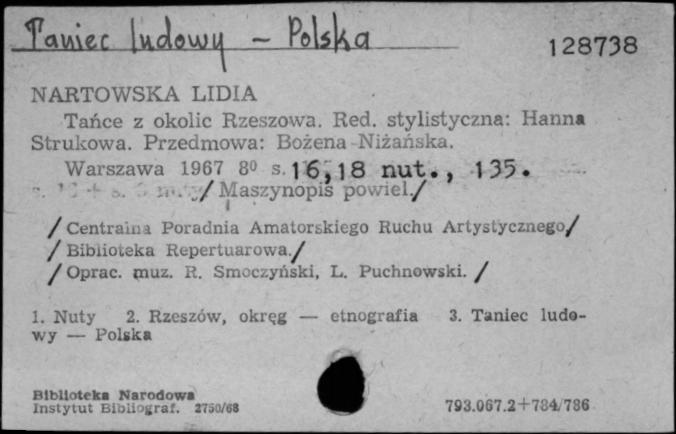 Taniec ludowy – Polska
128738
NARTOWSKA LIDIA
Tańce z okolic Rzeszowa. Red. stylistyczna: Hanna
Strukowa. Przedmowa: Bożena Niżańska.
Warszawa 1967 8⁰ s. 16,18 nut., 135.
/ Maszynopis powiel./
/ Centralna Poradnia Amatorskiego Ruchu Artystycznego/
/ Biblioteka Repertuarowa./
/ Oprac. muz. R. Smoczyński, L. Puchnowski. /
1. Nuty 2. Rzeszów, okręg — etnografia 3. Taniec ludo-
wy — Polska
Biblioteka Narodowa
Instytut Bibliograf. 2750/68
793.067.2+784/786